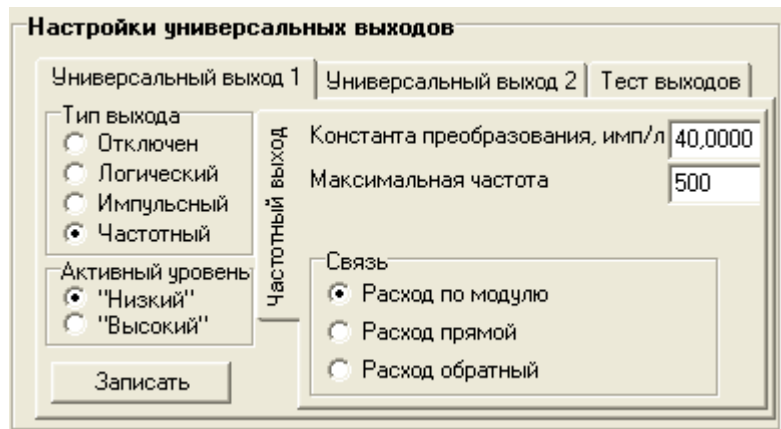 Настройки универсальных выходов
Универсальный выход 1
Универсальный выход 2
Тест выходов
Тип выхода
Отключен
Логический
Импульсный
Частотный
Активный уровень
"Низкий"
"Высокий"
Записать
Частотный выход
Константа преобразования, имп/л 40,0000
Максимальная частота 500
Связь
Расход по модулю
Расход прямой
Расход обратный